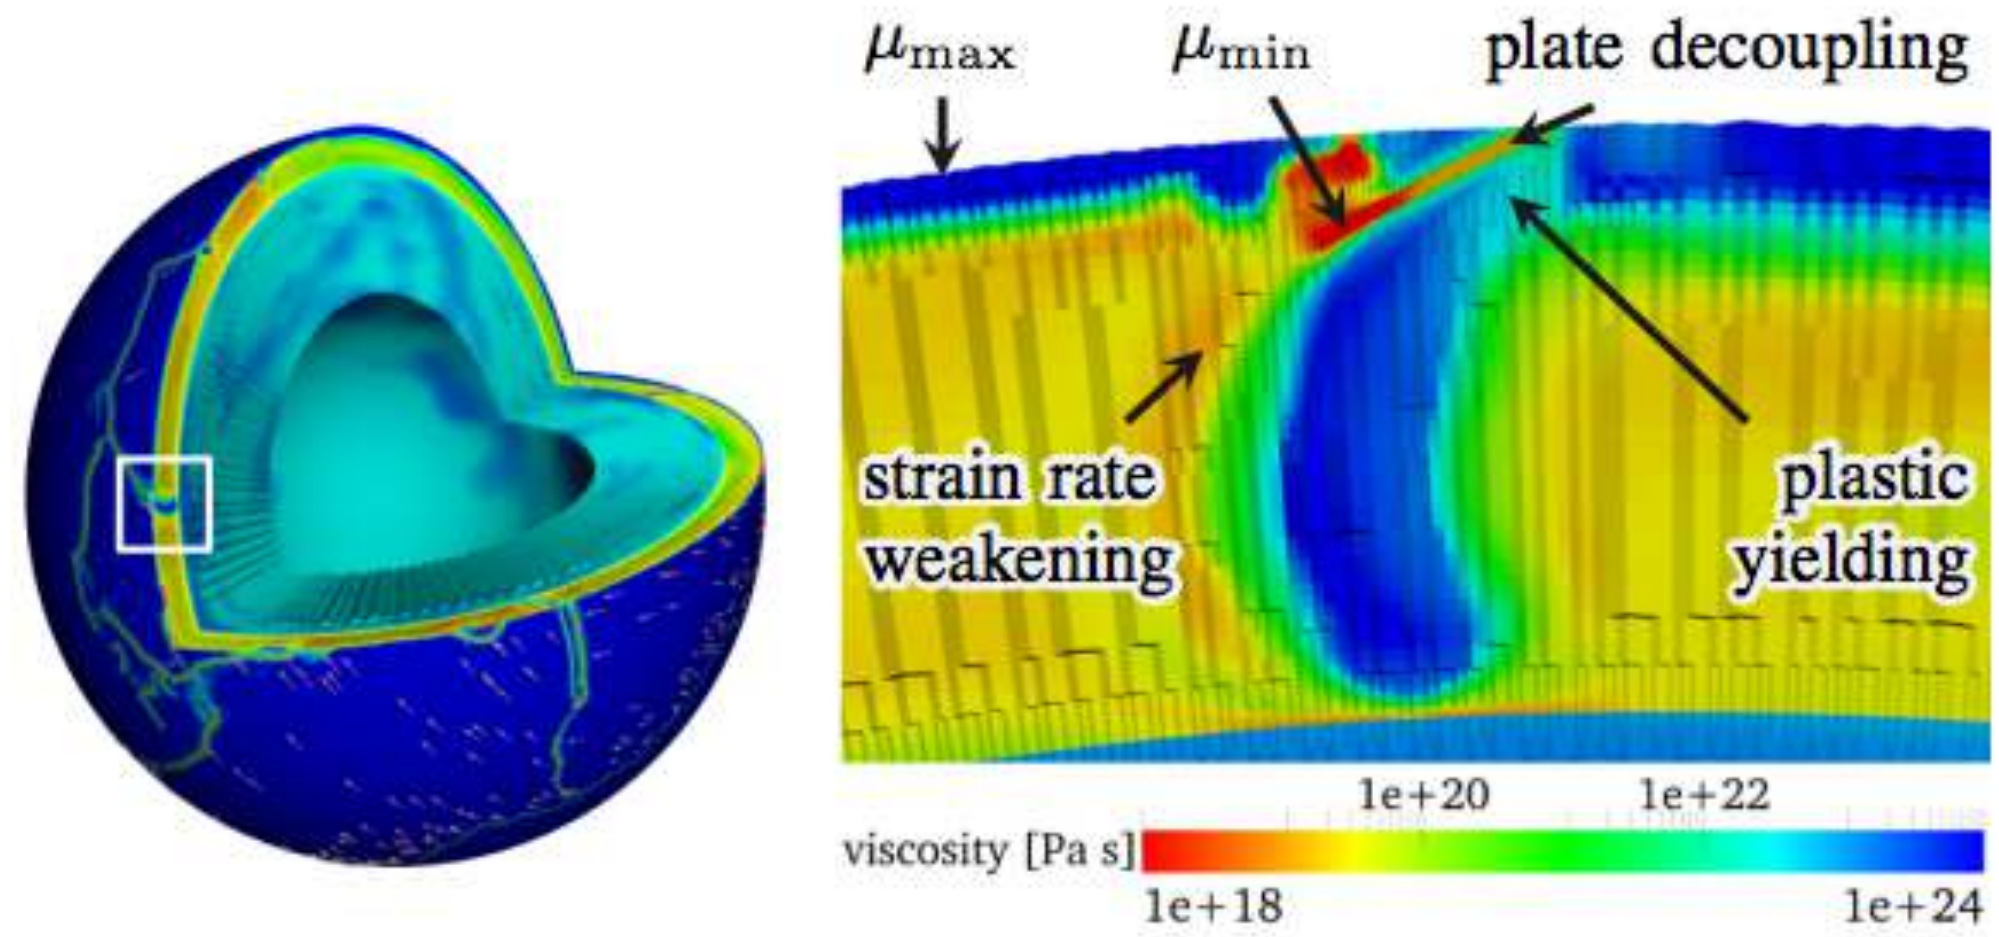 μmax
μmin
plate decoupling
strain rate
weakening
plastic
yielding
1e+20
1e+22
viscosity [Pa s]
1e+18
1e+24